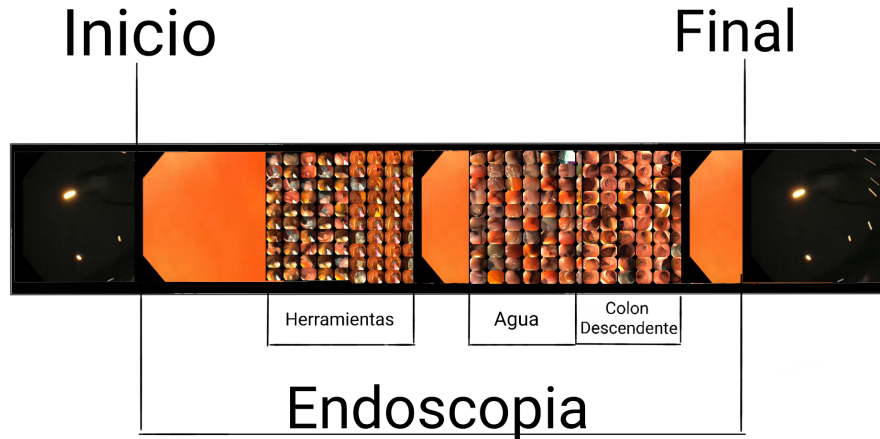 Inicio
Final
Herramientas
Agua
Colon
Descendente
Endoscopia